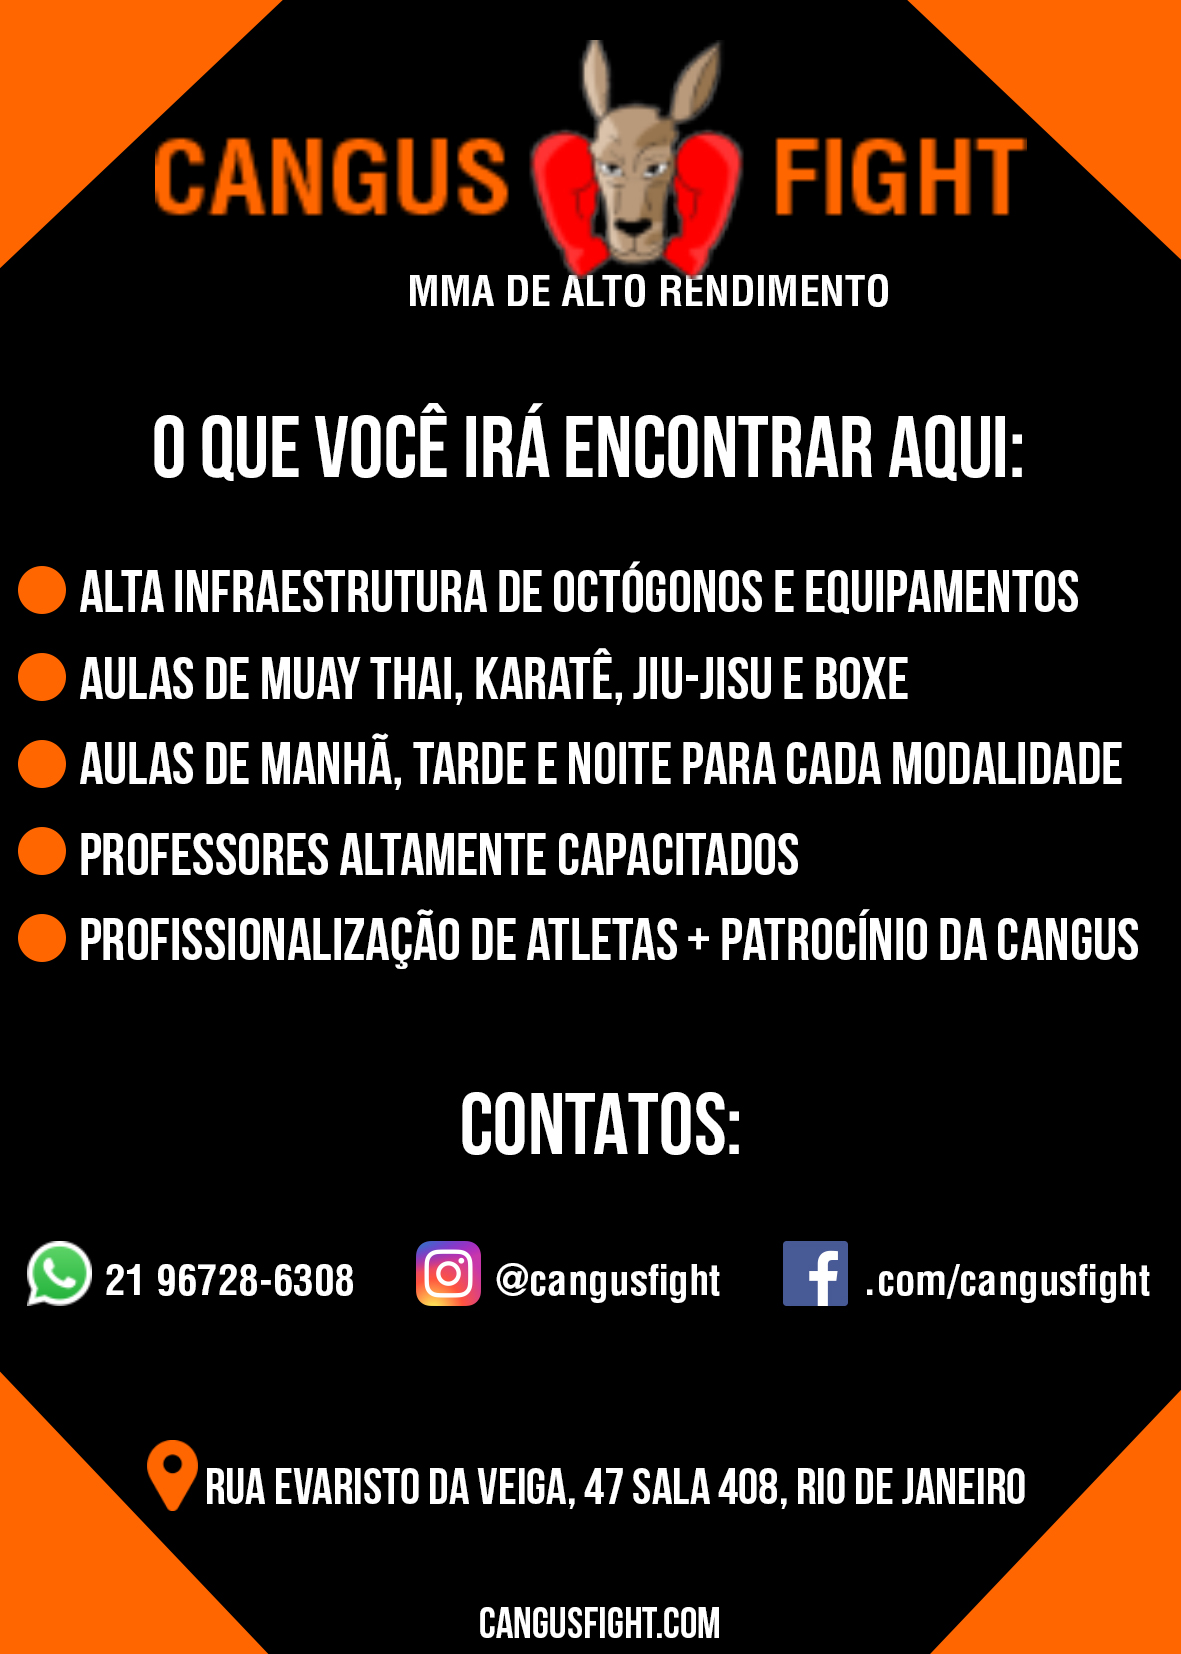 CANGUS FIGHT
MMA DE ALTO RENDIMENTO
O QUE VOCÊ IRÁ ENCONTRAR AQUI:
ALTA INFRAESTRUTURA DE OCTÓGONOS E EQUIPAMENTOS
AULAS DE MUAY THAI, KARATÊ, JIU-JISU E BOXE
AULAS DE MANHÃ, TARDE E NOITE PARA CADA MODALIDADE
PROFESSORES ALTAMENTE CAPACITADOS
PROFISSIONALIZAÇÃO DE ATLETAS + PATROCÍNIO DA CANGUS
CONTATOS:
21 96728-6308 @cangusfight .com/cangusfight
RUA EVARISTO DA VEIGA, 47 SALA 408, RIO DE JANEIRO
CANGUSFIGHT.COM